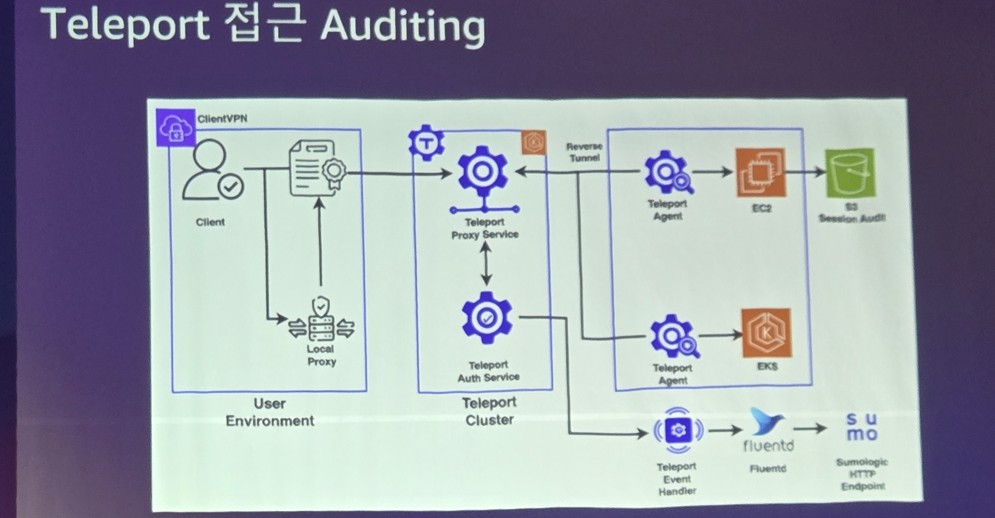 Teleport 접근 Auditing
ClientVPN
Client
Local
Proxy
User
Environment
T
Teleport
Proxy Service
Teleport
Auth Service
Teleport
Cluster
Reverse
Tunnel
Teleport
Agent
EC2
S3
Session Audit
Teleport
Agent
K
EKS
Teleport
Event
Handler
fluentd
Fluentd
su
mo
Sumologic
HTTP
Endpoint